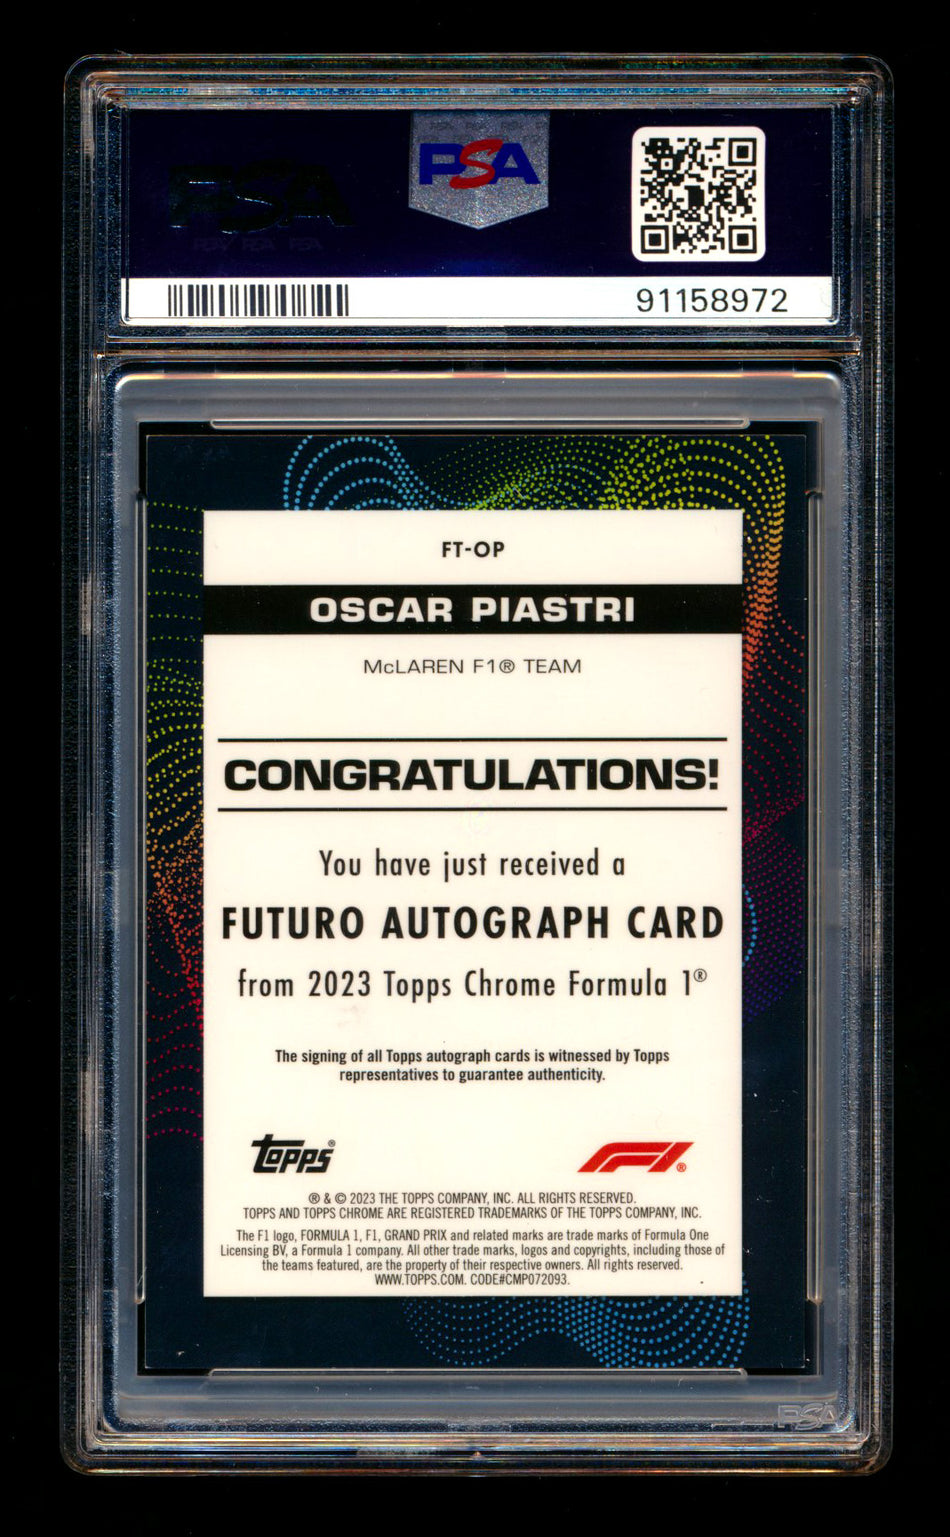 PSA
PSA
PSA PSA PSA
91158972
FT-OP
OSCAR PIASTRI
McLAREN F1® TEAM
CONGRATULATIONS!
You have just received a
FUTURO AUTOGRAPH CARD
from 2023 Topps Chrome Formula 1®
The signing of all Topps autograph cards is witnessed by Topps
representatives to guarantee authenticity.
topps® F1®
® & © 2023 THE TOPPS COMPANY, INC. ALL RIGHTS RESERVED.
TOPPS AND TOPPS CHROME ARE REGISTERED TRADEMARKS OF THE TOPPS COMPANY, INC.
The F1 logo, FORMULA 1, F1, GRAND PRIX and related marks are trade marks of Formula One
Licensing BV, a Formula 1 company. All other trade marks, logos and copyrights, including those of
the teams featured, are the property of their respective owners. All rights reserved.
WWW.TOPPS.COM. CODE#CMP072093.
PSA